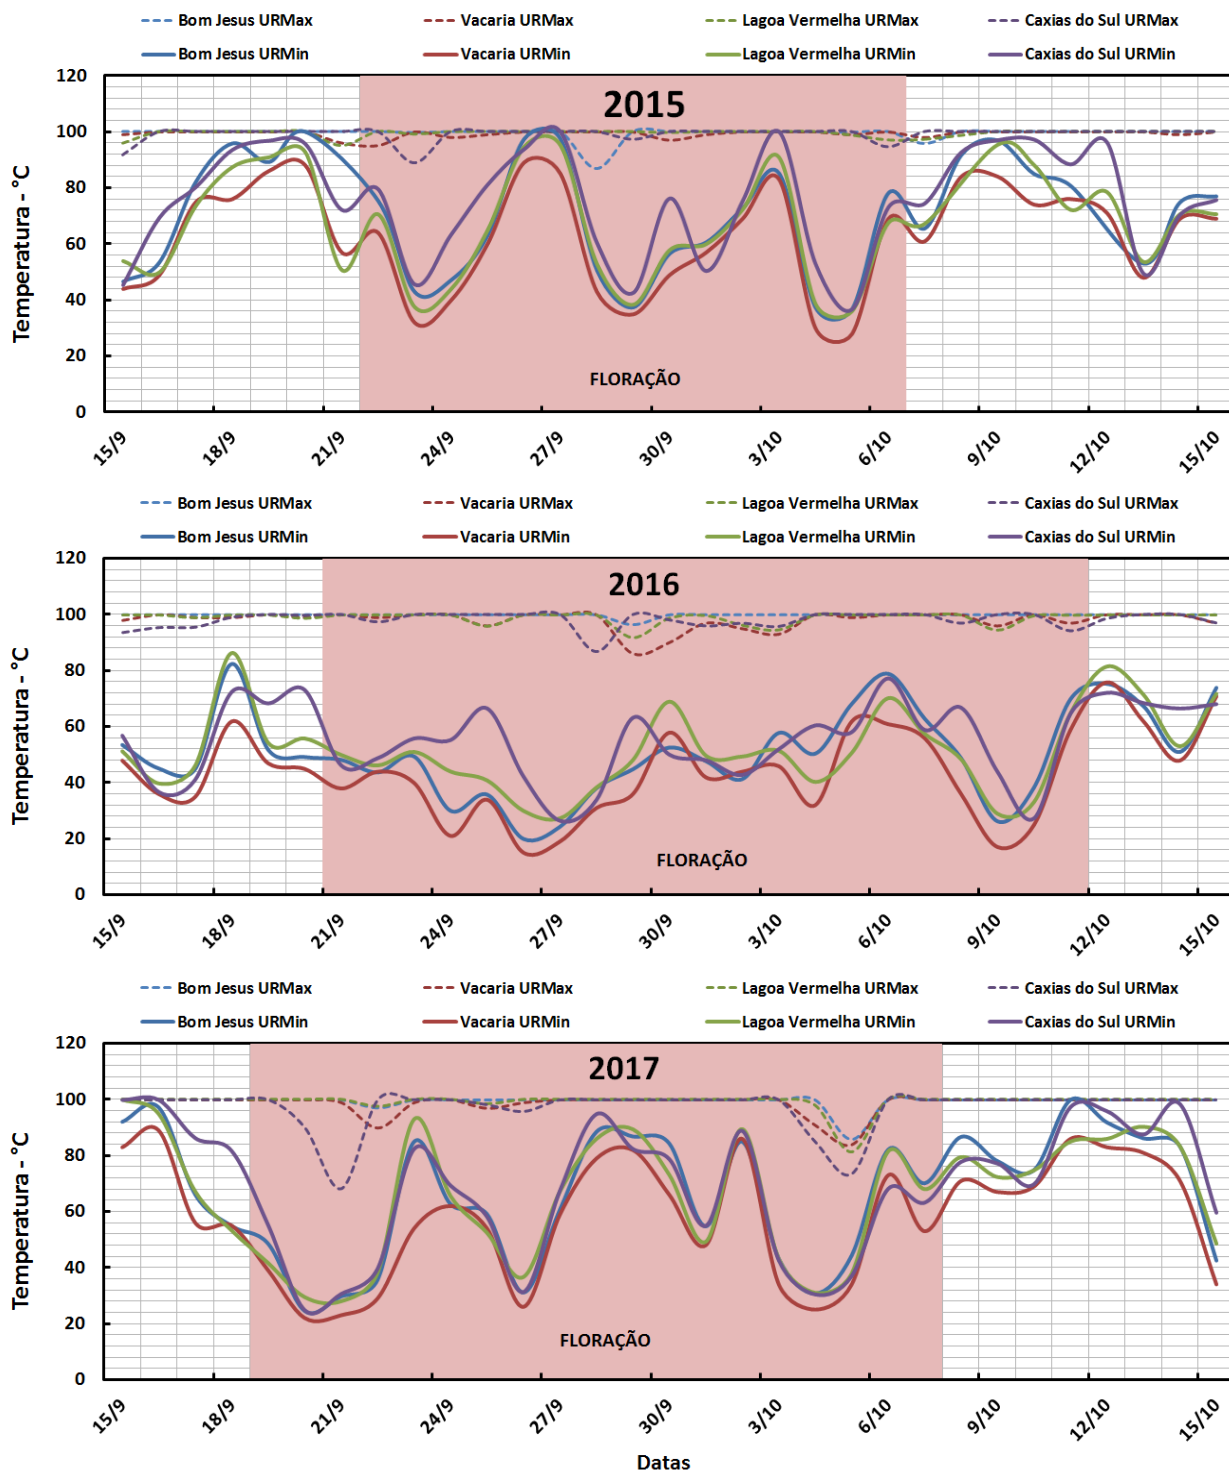 Bom Jesus URMax Vacaria URMax Lagoa Vermelha URMax Caxias do Sul URMax
Bom Jesus URMin Vacaria URMin Lagoa Vermelha URMin Caxias do Sul URMin
120
2015
100
80
60
40
20
0
Temperatura - °C
FLORAÇÃO
15/9 18/9 21/9 24/9 27/9 30/9 3/10 6/10 9/10 12/10 15/10
Bom Jesus URMax Vacaria URMax Lagoa Vermelha URMax Caxias do Sul URMax
Bom Jesus URMin Vacaria URMin Lagoa Vermelha URMin Caxias do Sul URMin
120
2016
100
80
60
40
20
0
Temperatura - °C
FLORAÇÃO
15/9 18/9 21/9 24/9 27/9 30/9 3/10 6/10 9/10 12/10 15/10
Bom Jesus URMax Vacaria URMax Lagoa Vermelha URMax Caxias do Sul URMax
Bom Jesus URMin Vacaria URMin Lagoa Vermelha URMin Caxias do Sul URMin
120
2017
100
80
60
40
20
0
Temperatura - °C
FLORAÇÃO
15/9 18/9 21/9 24/9 27/9 30/9 3/10 6/10 9/10 12/10 15/10
Datas